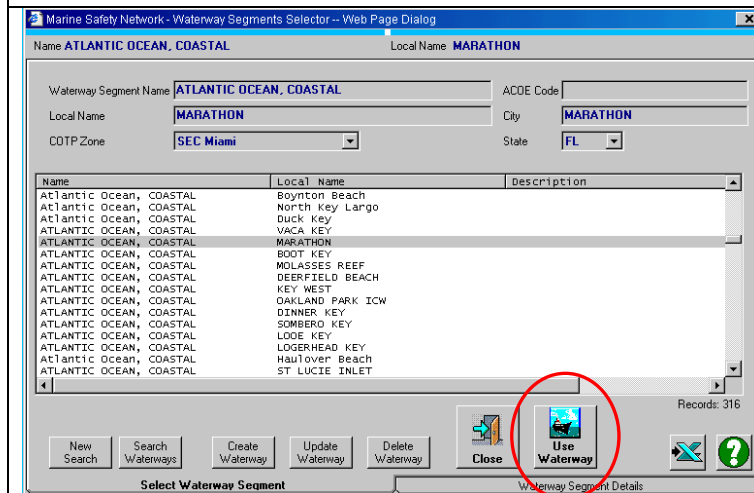 Marine Safety Network - Waterway Segments Selector -- Web Page Dialog
Name ATLANTIC OCEAN, COASTAL Local Name MARATHON
Waterway Segment Name ATLANTIC OCEAN, COASTAL ACOE Code
Local Name MARATHON City MARATHON
COTP Zone SEC Miami State FL
Name Local Name Description
Atlantic Ocean, COASTAL Boynton Beach
Atlantic Ocean, COASTAL North Key Largo
Atlantic Ocean, COASTAL Duck Key
ATLANTIC OCEAN, COASTAL VACA KEY
ATLANTIC OCEAN, COASTAL MARATHON
ATLANTIC OCEAN, COASTAL BOOT KEY
ATLANTIC OCEAN, COASTAL MOLASSES REEF
ATLANTIC OCEAN, COASTAL DEERFIELD BEACH
ATLANTIC OCEAN, COASTAL KEY WEST
ATLANTIC OCEAN, COASTAL OAKLAND PARK ICW
ATLANTIC OCEAN, COASTAL DINNER KEY
ATLANTIC OCEAN, COASTAL SOMBERO KEY
ATLANTIC OCEAN, COASTAL LOOE KEY
ATLANTIC OCEAN, COASTAL LOGERHEAD KEY
Atlantic Ocean, COASTAL Haulover Beach
ATLANTIC OCEAN, COASTAL ST LUCIE INLET
Records: 316
New Search
Search Waterways
Create Waterway
Update Waterway
Delete Waterway
Close
Use Waterway
Select Waterway Segment Waterway Segment Details